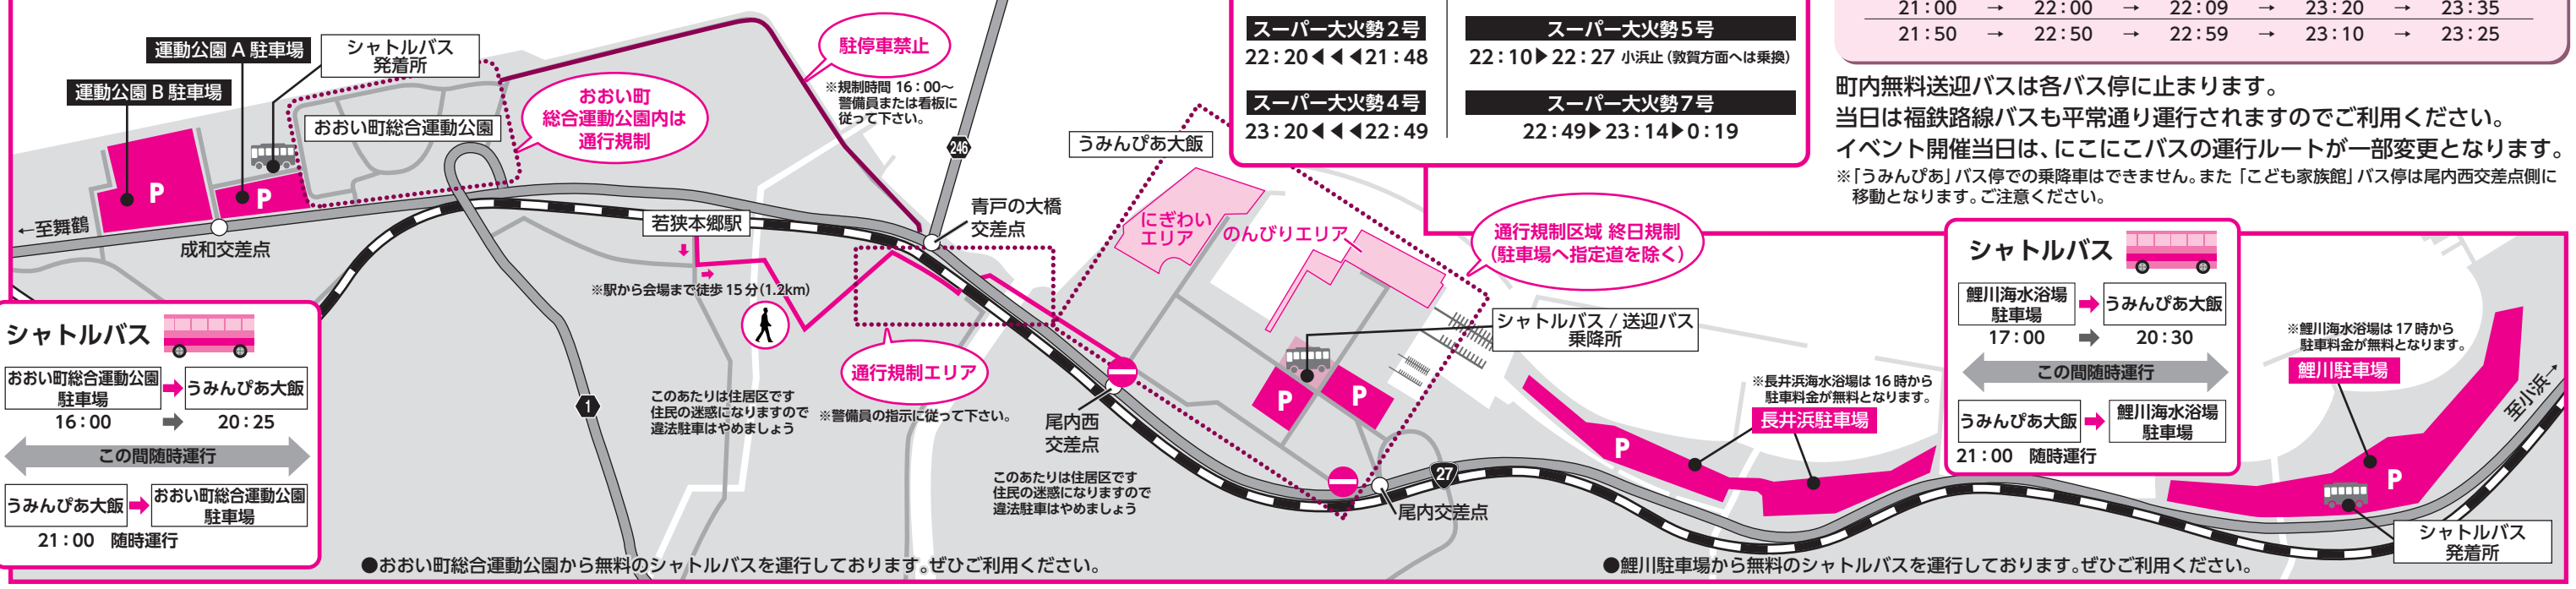 運動公園 A 駐車場
運動公園 B 駐車場
シャトルバス
発着所
おおい町総合運動公園
おおい町
総合運動公園内は
通行規制
駐停車禁止
※規制時間 16:00〜
警備員または看板に
従って下さい。
246
←至舞鶴
成和交差点
P
P
若狭本郷駅
※駅から会場まで徒歩 15 分(1.2km)
青戸の大橋
交差点
通行規制エリア
※警備員の指示に従って下さい。
このあたりは住居区です
住民の迷惑になりますので
違法駐車はやめましょう
1
シャトルバス
おおい町総合運動公園
駐車場
うみんぴあ大飯
16:00 ➡ 20:25
この間随時運行
うみんぴあ大飯
おおい町総合運動公園
駐車場
21:00 随時運行
●おおい町総合運動公園から無料のシャトルバスを運行しております。ぜひご利用ください。
スーパー大火勢2号
22:20◀◀◀21:48
スーパー大火勢4号
23:20◀◀◀22:49
スーパー大火勢5号
22:10▶22:27 小浜止(敦賀方面へは乗換)
スーパー大火勢7号
22:49▶23:14▶0:19
うみんぴあ大飯
にぎわい
エリア
のんびりエリア
通行規制区域 終日規制
(駐車場へ指定道を除く)
シャトルバス / 送迎バス
乗降所
P
P
尾内西
交差点
このあたりは住居区です
住民の迷惑になりますので
違法駐車はやめましょう
27
尾内交差点
21:00 → 22:00 → 22:09 → 23:20 → 23:35
21:50 → 22:50 → 22:59 → 23:10 → 23:25
町内無料送迎バスは各バス停に止まります。
当日は福鉄路線バスも平常通り運行されますのでご利用ください。
イベント開催当日は、にこにこバスの運行ルートが一部変更となります。
※「うみんぴあ」バス停での乗降車はできません。また「こども家族館」バス停は尾内西交差点側に
移動となります。ご注意ください。
※長井浜海水浴場は 16 時から
駐車料金が無料となります。
長井浜駐車場
P
シャトルバス
鯉川海水浴場
駐車場
うみんぴあ大飯
17:00 ➡ 20:30
この間随時運行
うみんぴあ大飯
鯉川海水浴場
駐車場
21:00 随時運行
※鯉川海水浴場は 17 時から
駐車料金が無料となります。
鯉川駐車場
P
至小浜→
シャトルバス
発着所
●鯉川駐車場から無料のシャトルバスを運行しております。ぜひご利用ください。